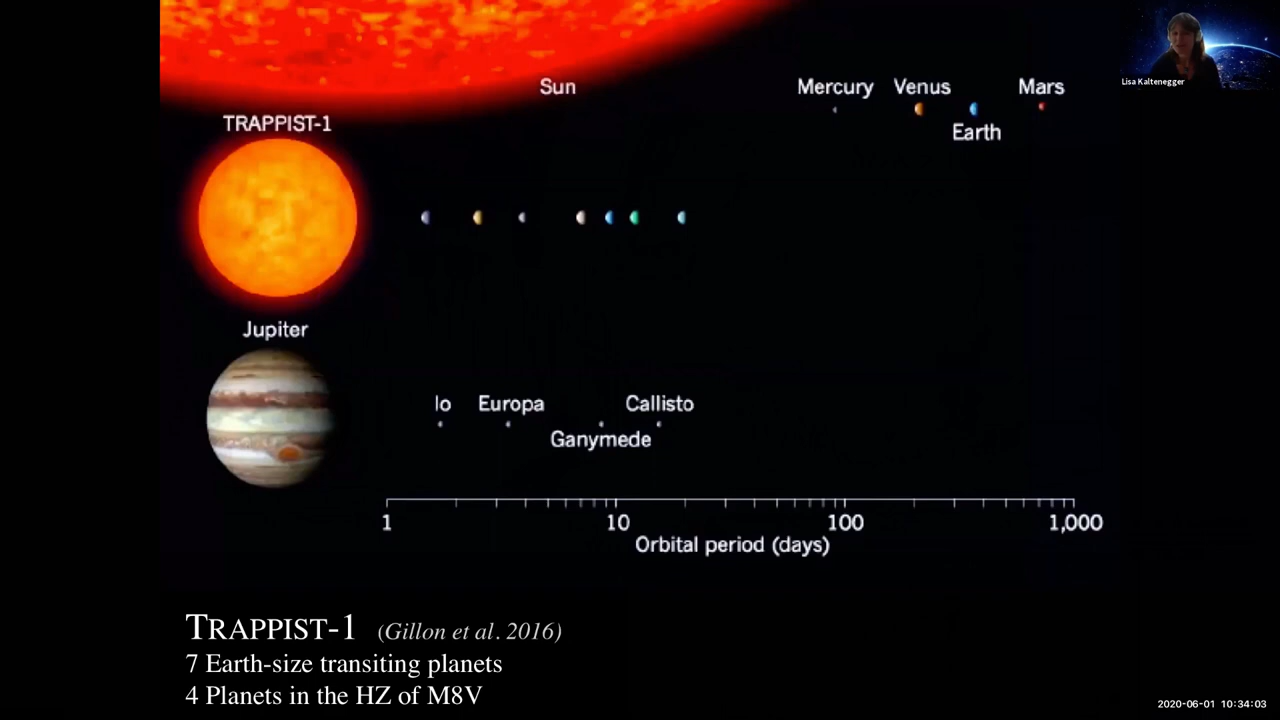 Sun
Mercury Venus Mars
Earth
Lisa Kaltenegger
TRAPPIST-1
Jupiter
Io Europa Callisto
Ganymede
1 10 100 1,000
Orbital period (days)
TRAPPIST-1 (Gillon et al. 2016)
7 Earth-size transiting planets
4 Planets in the HZ of M8V
2020-06-01 10:34:03